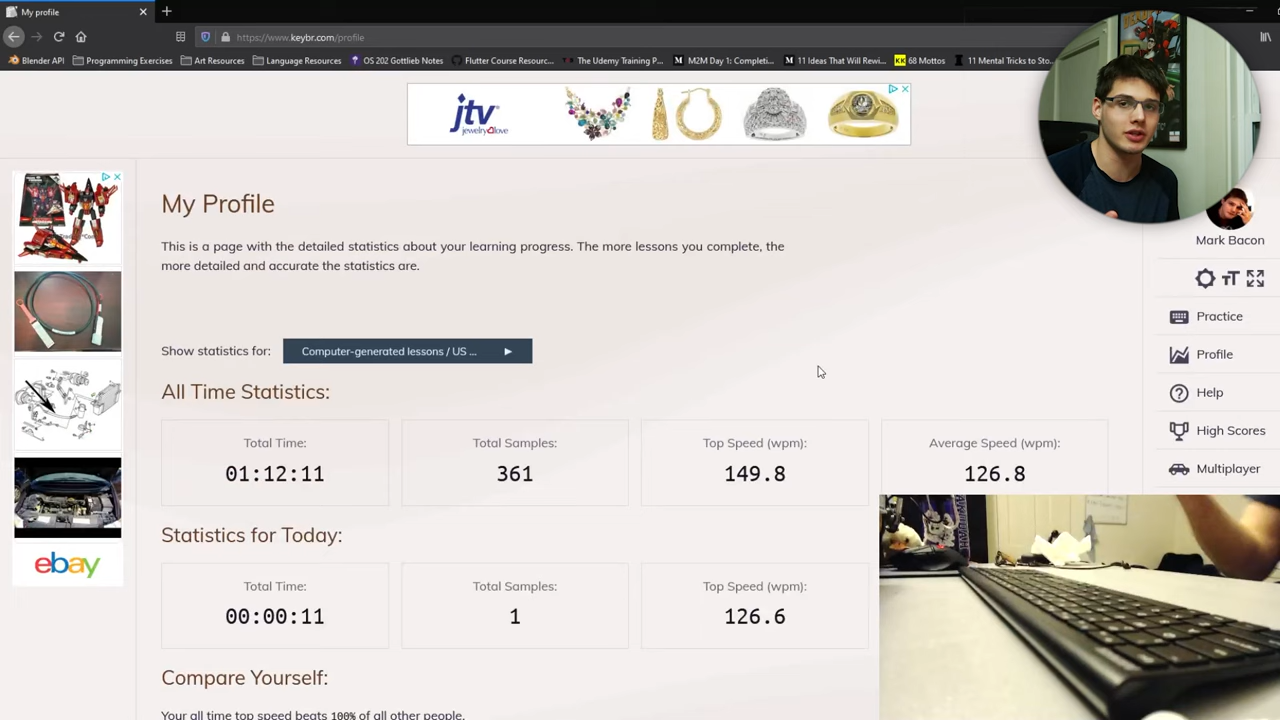 My profile
https://www.keybr.com/profile
Blender API
Programming Exercises
Art Resources
Language Resources
OS 202 Gottlieb Notes
Flutter Course Resourc...
The Udemy Training P...
M2M Day 1: Completi...
11 Ideas That Will Rewi...
KK
68 Mottos
11 Mental Tricks to Sto...
jtv
jewelry love
My Profile
This is a page with the detailed statistics about your learning progress. The more lessons you complete, the
more detailed and accurate the statistics are.
Show statistics for:
Computer-generated lessons / US ...
All Time Statistics:
Total Time:
01:12:11
Total Samples:
361
Top Speed (wpm):
149.8
Average Speed (wpm):
126.8
Statistics for Today:
Total Time:
00:00:11
Total Samples:
1
Top Speed (wpm):
126.6
Compare Yourself:
Your all time top speed beats 100% of all other people.
ebay
Mark Bacon
Practice
Profile
Help
High Scores
Multiplayer